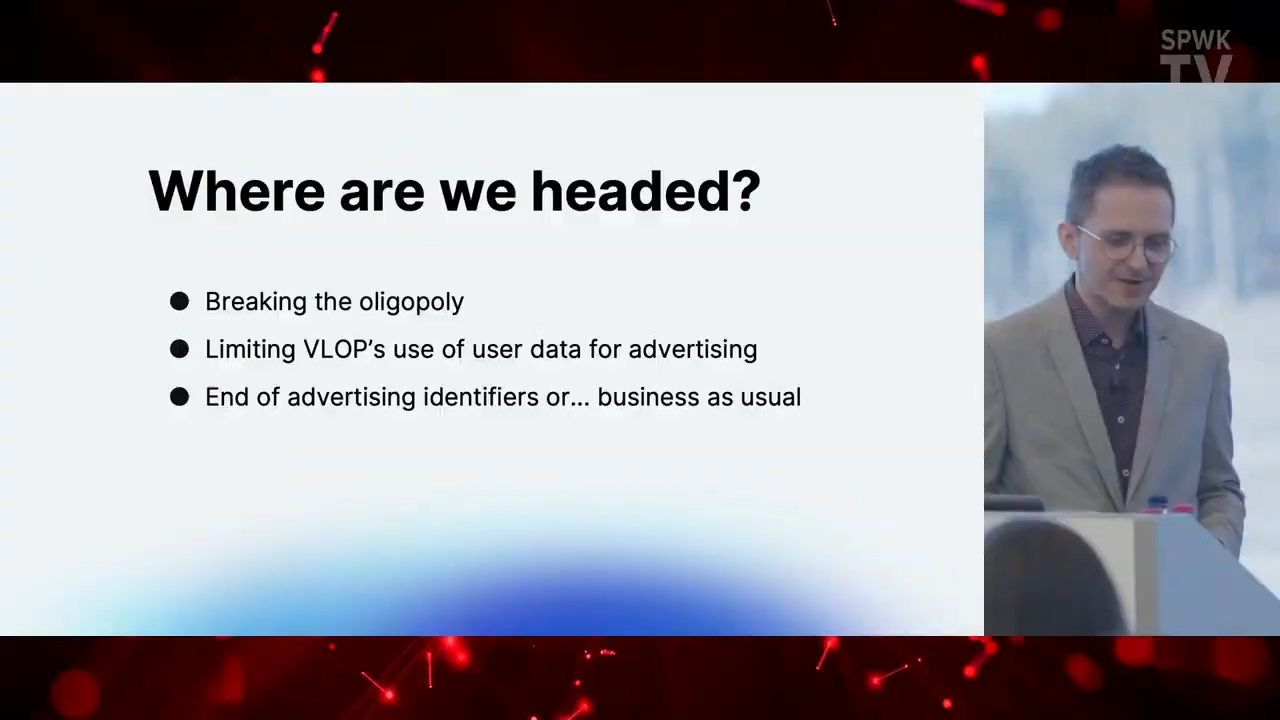 SPWK
TV
Where are we headed?
● Breaking the oligopoly
● Limiting VLOP’s use of user data for advertising
● End of advertising identifiers or... business as usual